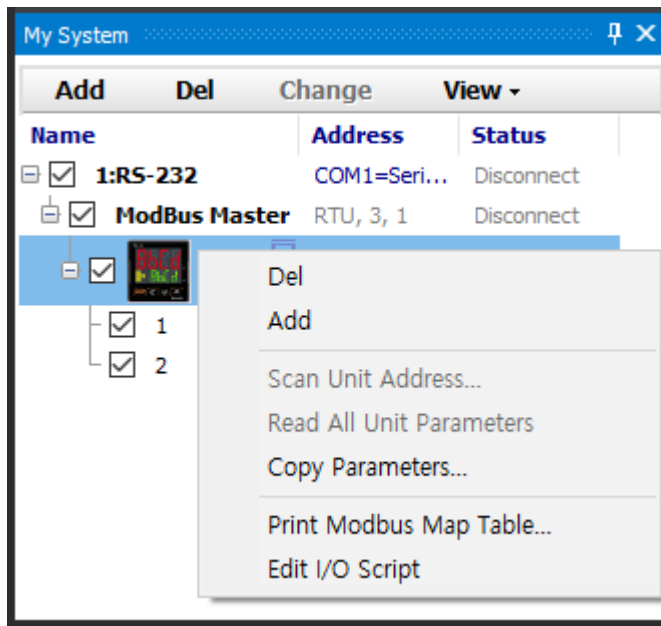 My System
Add Del Change View
Name Address Status
1:RS-232 COM1=Seri... Disconnect
ModBus Master RTU, 3, 1 Disconnect
Del
Add
1
2
Scan Unit Address...
Read All Unit Parameters
Copy Parameters...
Print Modbus Map Table...
Edit I/O Script